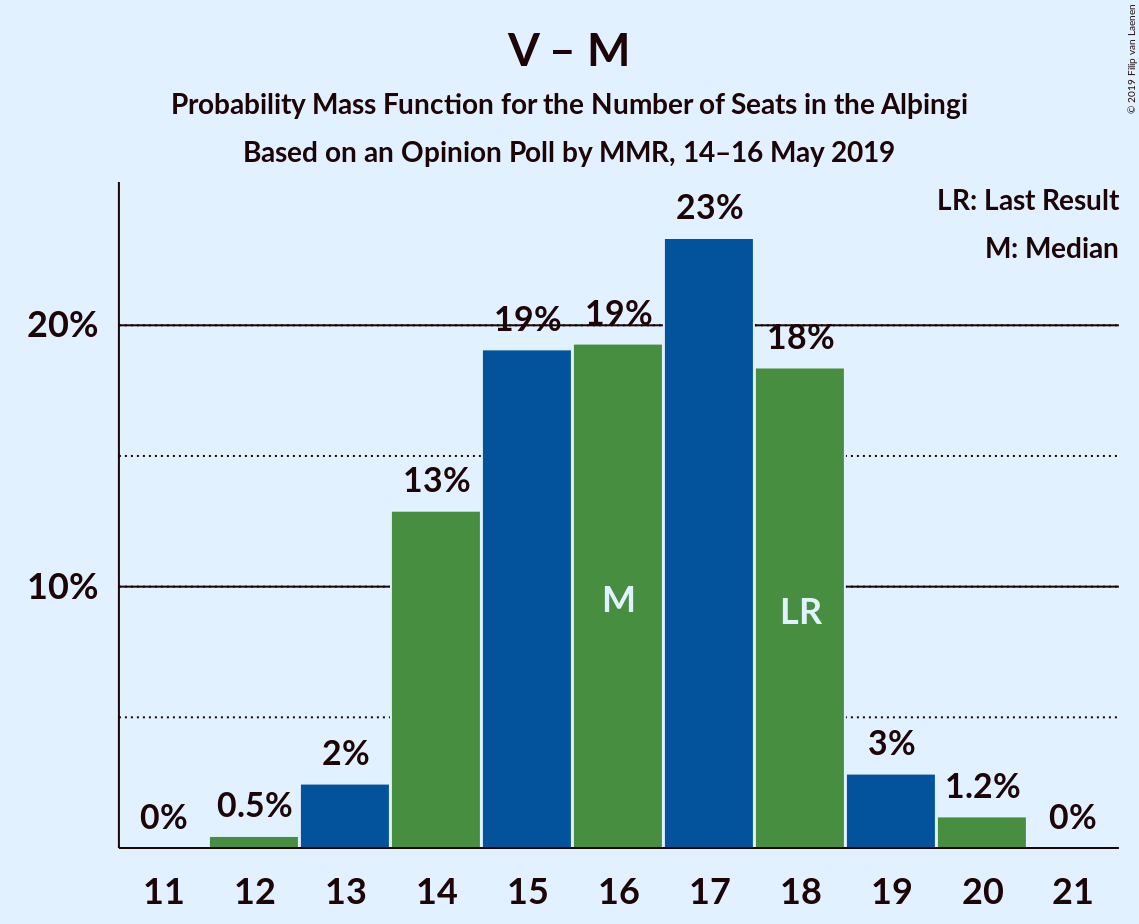 V – M
Probability Mass Function for the Number of Seats in the Alþingi
Based on an Opinion Poll by MMR, 14–16 May 2019
© 2019 Filip van Laenen
LR: Last Result
M: Median
20%
10%
0%
0.5%
2%
13%
19%
19%
23%
18%
3%
1.2%
0%
M
LR
11 12 13 14 15 16 17 18 19 20 21